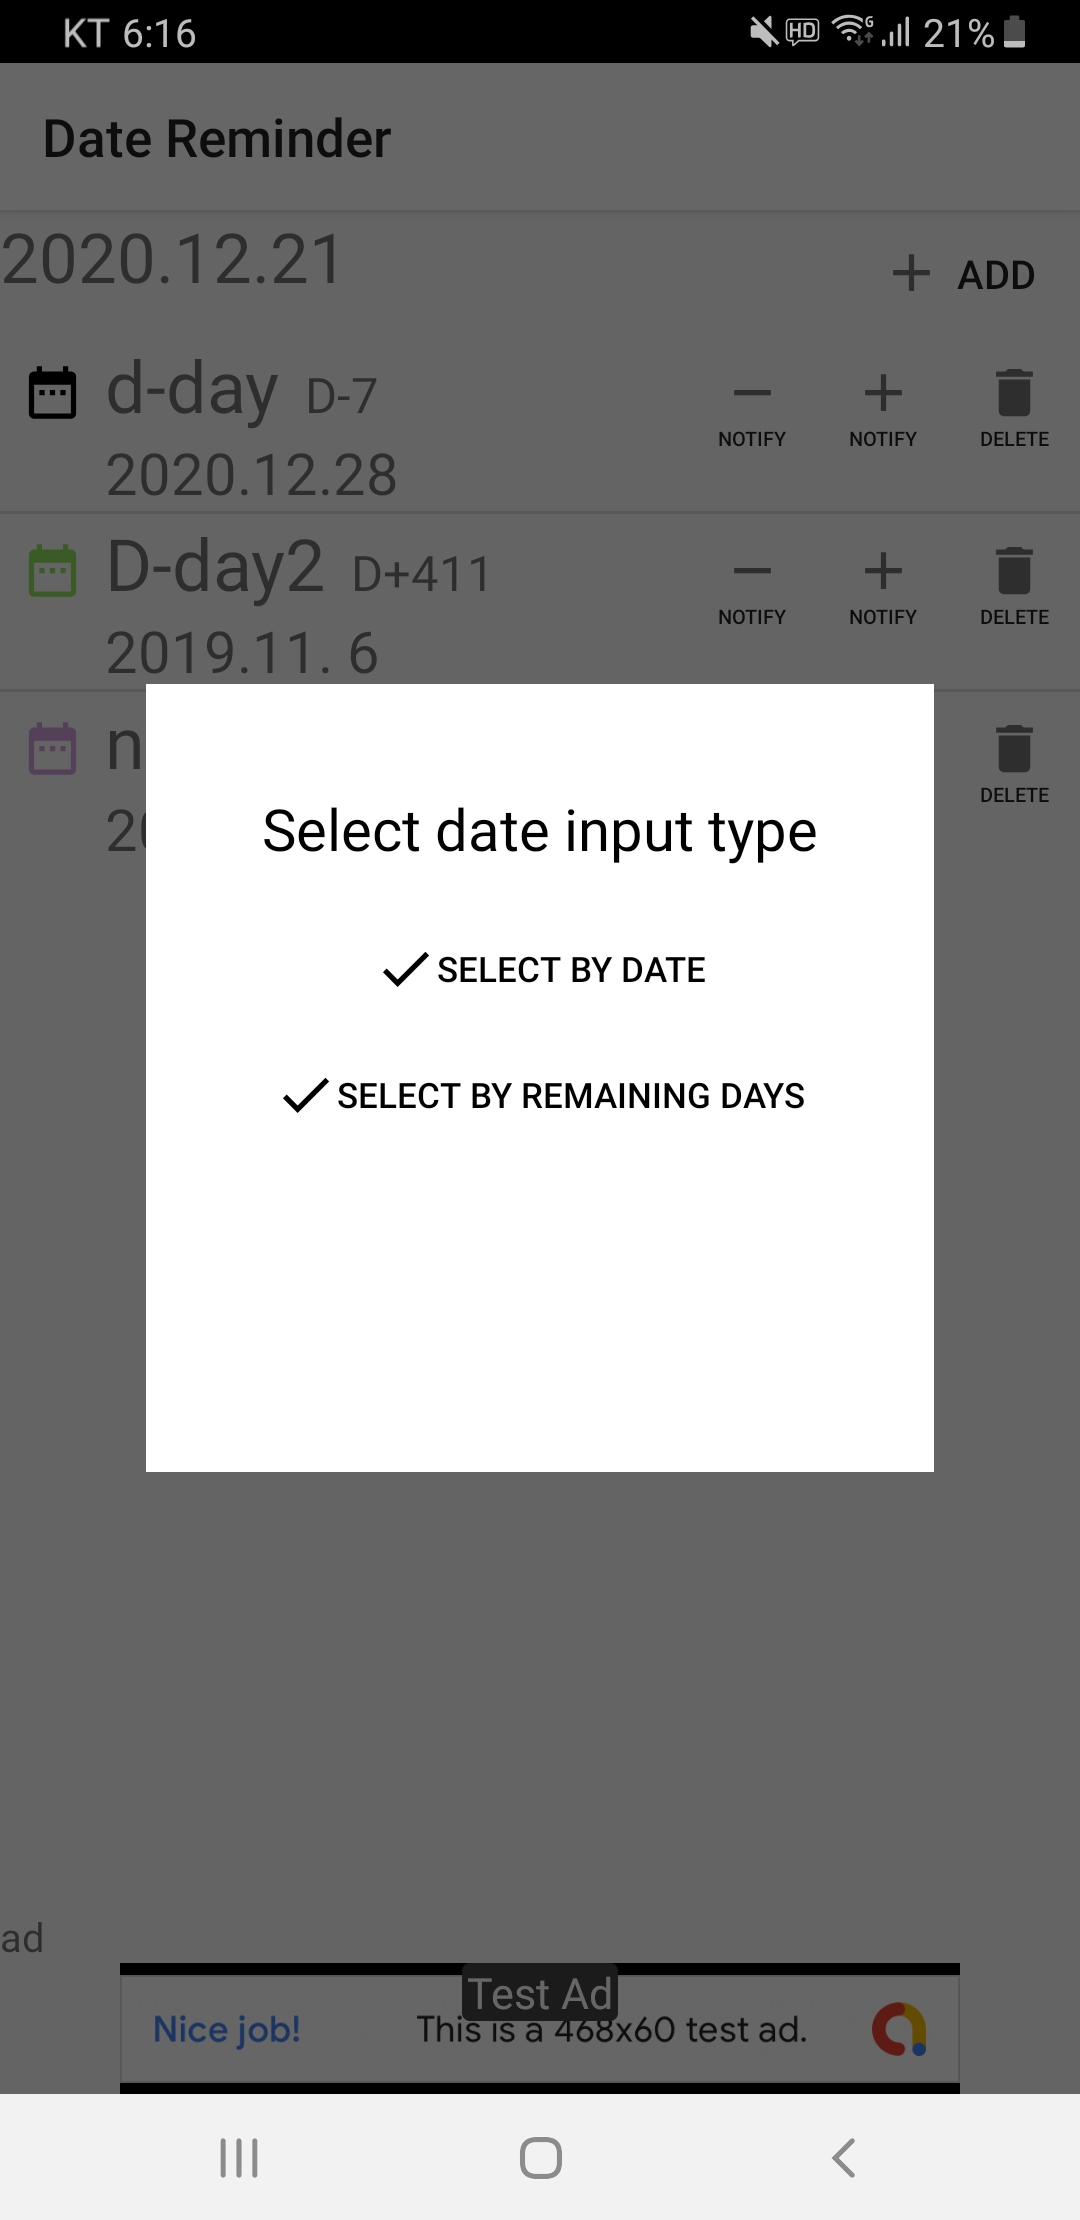 KT 6:16 HD G 21%
Date Reminder
2020.12.21
+ ADD
d-day D-7
NOTIFY NOTIFY DELETE
2020.12.28
D-day2 D+411
NOTIFY NOTIFY DELETE
2019.11. 6
n
DELETE
Select date input type
SELECT BY DATE
SELECT BY REMAINING DAYS
ad
Test Ad
Nice job! This is a 468x60 test ad.